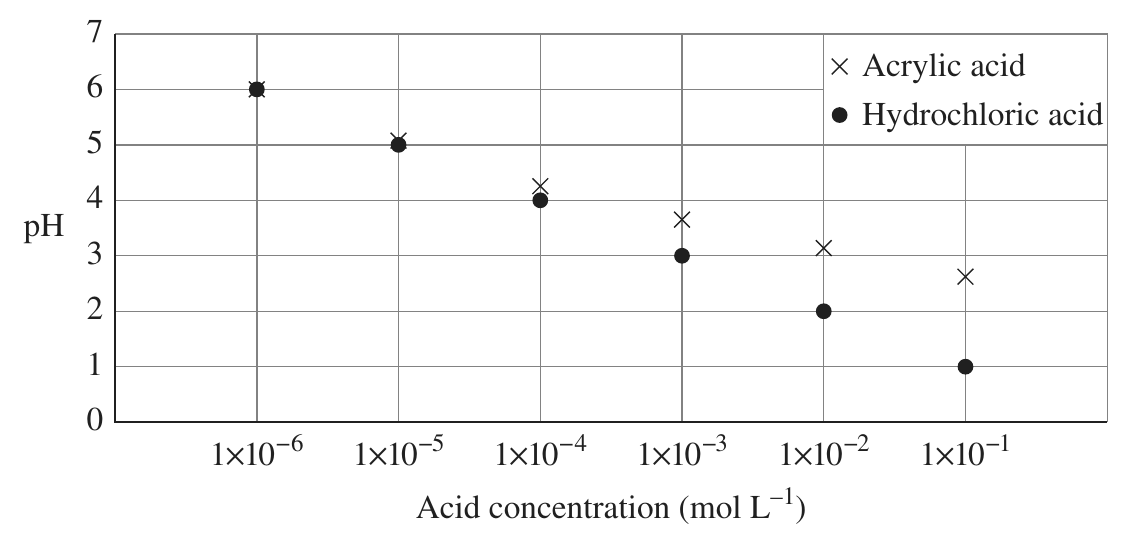 7
6
5
4
3
2
1
0
pH
× Acrylic acid
● Hydrochloric acid
1×10⁻⁶ 1×10⁻⁵ 1×10⁻⁴ 1×10⁻³ 1×10⁻² 1×10⁻¹
Acid concentration (mol L⁻¹)